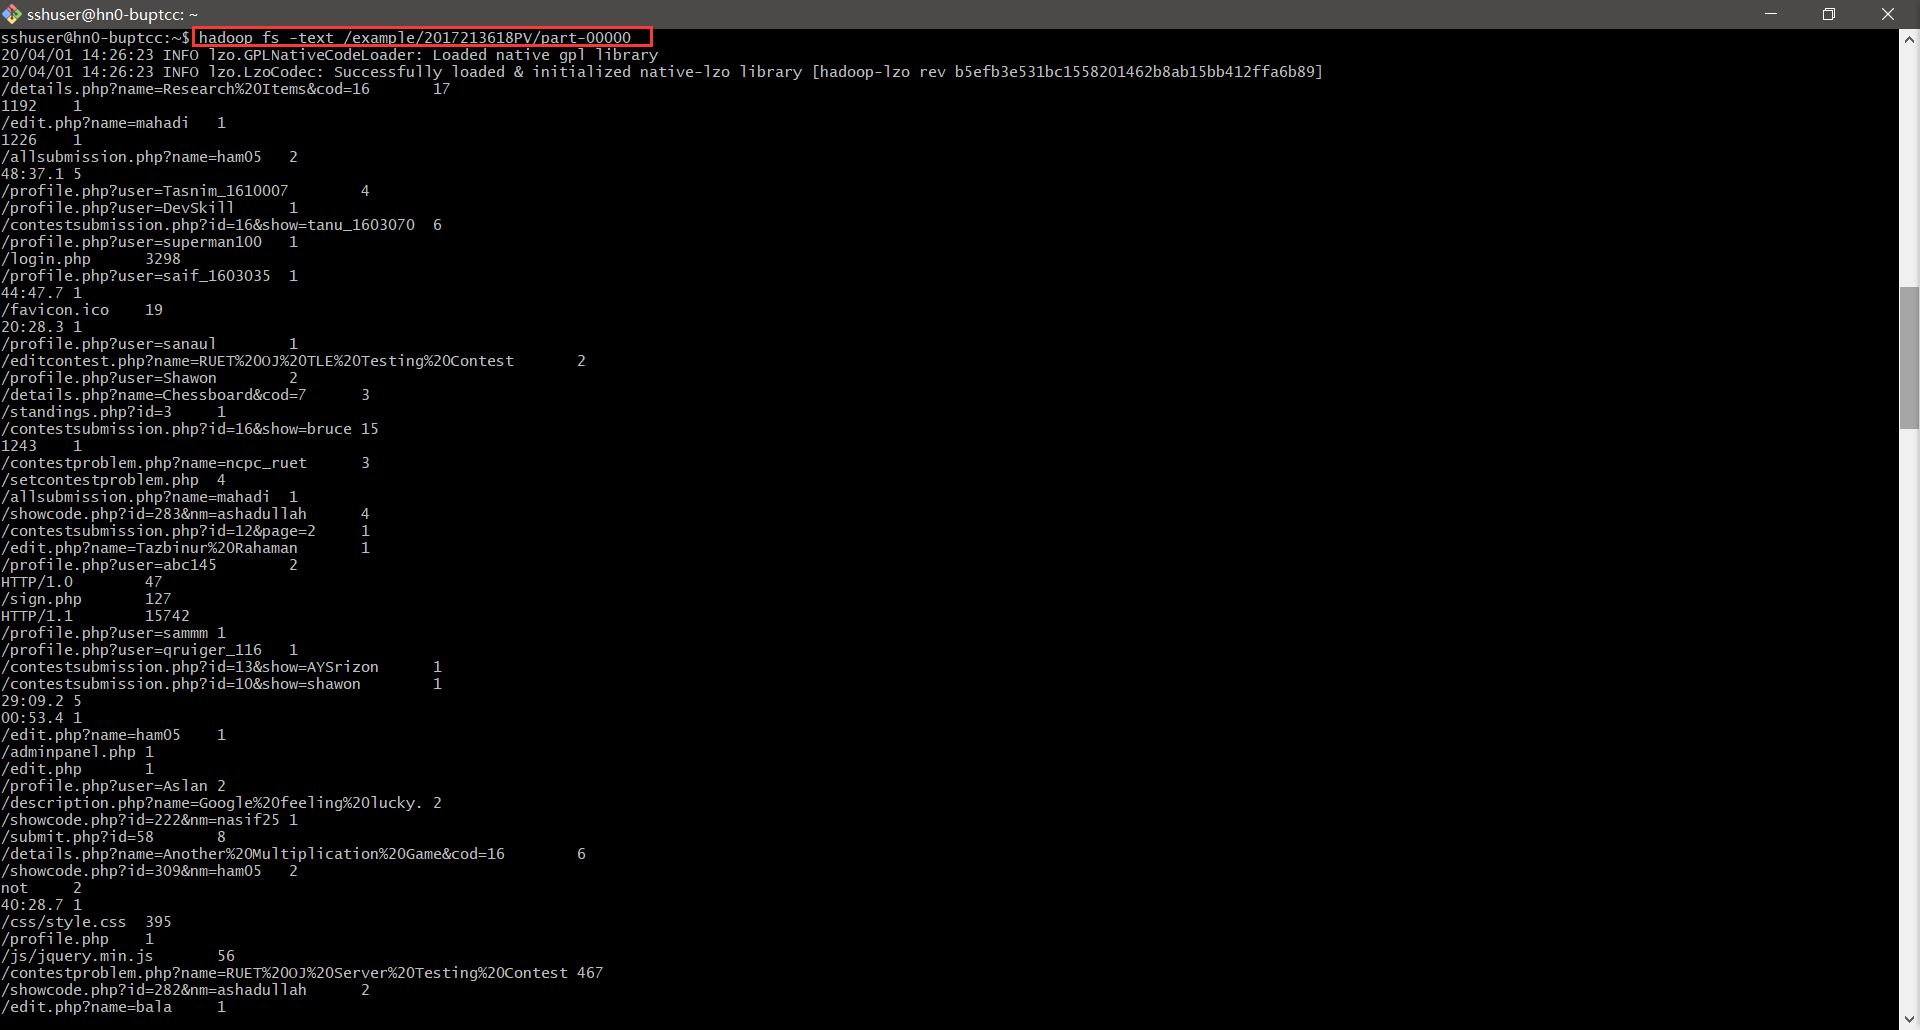 sshuser@hn0-buptcc: ~
sshuser@hn0-buptcc:~$ hadoop fs -text /example/2017213618PV/part-00000
20/04/01 14:26:23 INFO lzo.GPLNativeCodeLoader: Loaded native gpl library
20/04/01 14:26:23 INFO lzo.LzoCodec: Successfully loaded & initialized native-lzo library [hadoop-lzo rev b5efb3e531bc1558201462b8ab15bb412ffa6b89]
/details.php?name=Research%20Items&cod=16 17
1192 1
/edit.php?name=mahadi 1
1226 1
/allsubmission.php?name=ham05 2
48:37.1 5
/profile.php?user=Tasnim_1610007 4
/profile.php?user=DevSkill 1
/contestsubmission.php?id=16&show=tanu_1603070 6
/profile.php?user=superman100 1
/login.php 3298
/profile.php?user=saif_1603035 1
44:47.7 1
/favicon.ico 19
20:28.3 1
/profile.php?user=sanaul 1
/editcontest.php?name=RUET%20OJ%20TLE%20Testing%20Contest 2
/profile.php?user=Shawon 2
/details.php?name=Chessboard&cod=7 3
/standings.php?id=3 1
/contestsubmission.php?id=16&show=bruce 15
1243 1
/contestproblem.php?name=ncpc_ruet 3
/setcontestproblem.php 4
/allsubmission.php?name=mahadi 1
/showcode.php?id=283&nm=ashadullah 4
/contestsubmission.php?id=12&page=2 1
/edit.php?name=Tazbinur%20Rahaman 1
/profile.php?user=abc145 2
HTTP/1.0 47
/sign.php 127
HTTP/1.1 15742
/profile.php?user=sammm 1
/profile.php?user=qruiger_116 1
/contestsubmission.php?id=13&show=AYSrizon 1
/contestsubmission.php?id=10&show=shawon 1
29:09.2 5
00:53.4 1
/edit.php?name=ham05 1
/adminpanel.php 1
/edit.php 1
/profile.php?user=Aslan 2
/description.php?name=Google%20feeling%20lucky. 2
/showcode.php?id=222&nm=nasif25 1
/submit.php?id=58 8
/details.php?name=Another%20Multiplication%20Game&cod=16 6
/showcode.php?id=309&nm=ham05 2
not 2
40:28.7 1
/css/style.css 395
/profile.php 1
/js/jquery.min.js 56
/contestproblem.php?name=RUET%20OJ%20Server%20Testing%20Contest 467
/showcode.php?id=282&nm=ashadullah 2
/edit.php?name=bala 1